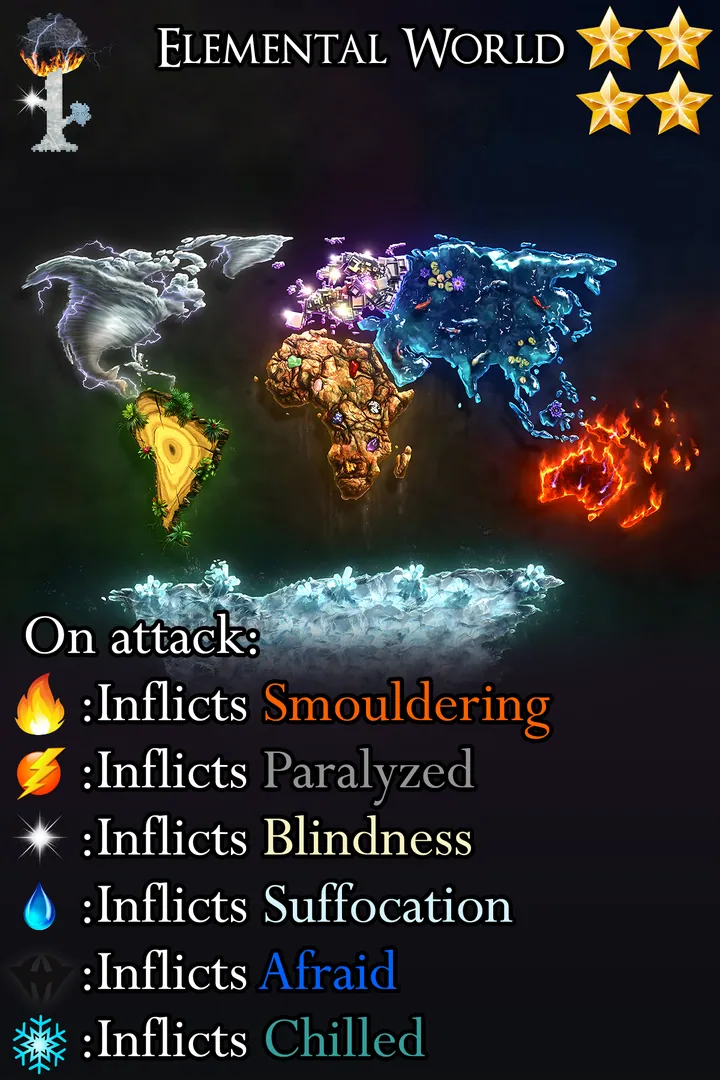 Elemental World
On attack:
:Inflicts Smouldering
:Inflicts Paralyzed
:Inflicts Blindness
:Inflicts Suffocation
:Inflicts Afraid
:Inflicts Chilled